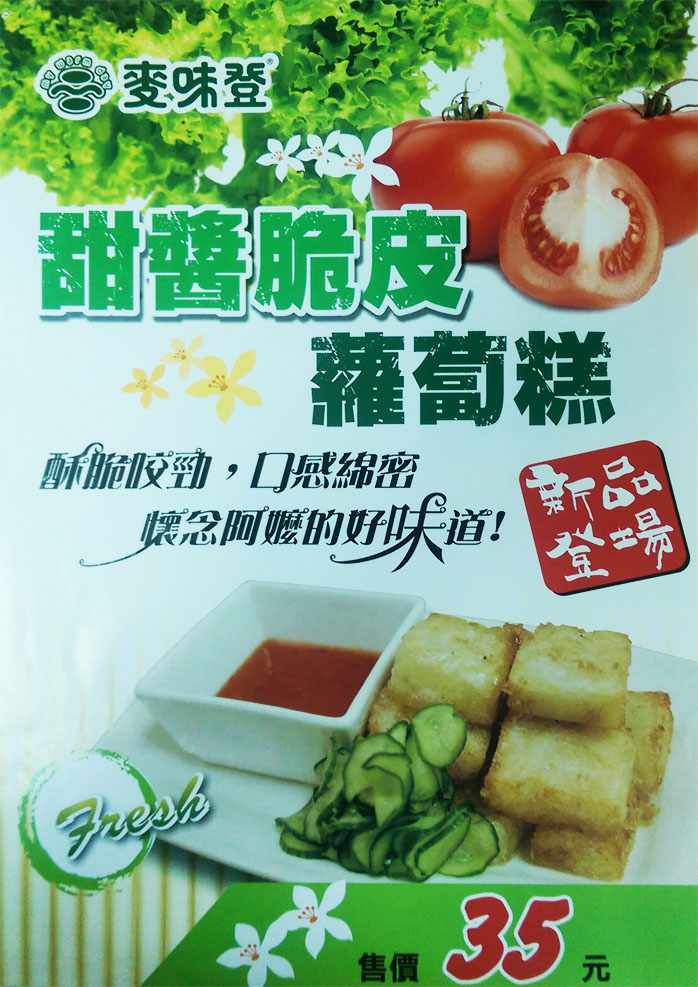 麥味登®
甜醬脆皮
蘿蔔糕
酥脆咬勁，口感綿密
懷念阿嬤的好味道!
新品
登場
Fresh
售價 35 元